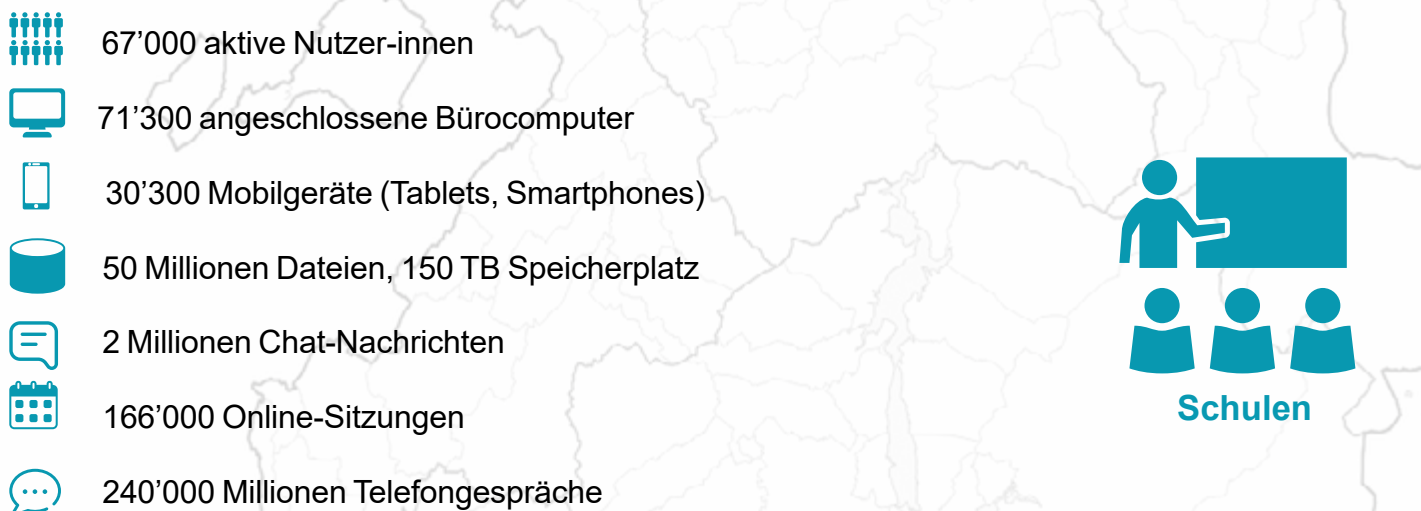 67’000 aktive Nutzer-innen
71’300 angeschlossene Bürocomputer
30’300 Mobilgeräte (Tablets, Smartphones)
50 Millionen Dateien, 150 TB Speicherplatz
2 Millionen Chat-Nachrichten
166’000 Online-Sitzungen
240’000 Millionen Telefongespräche
Schulen